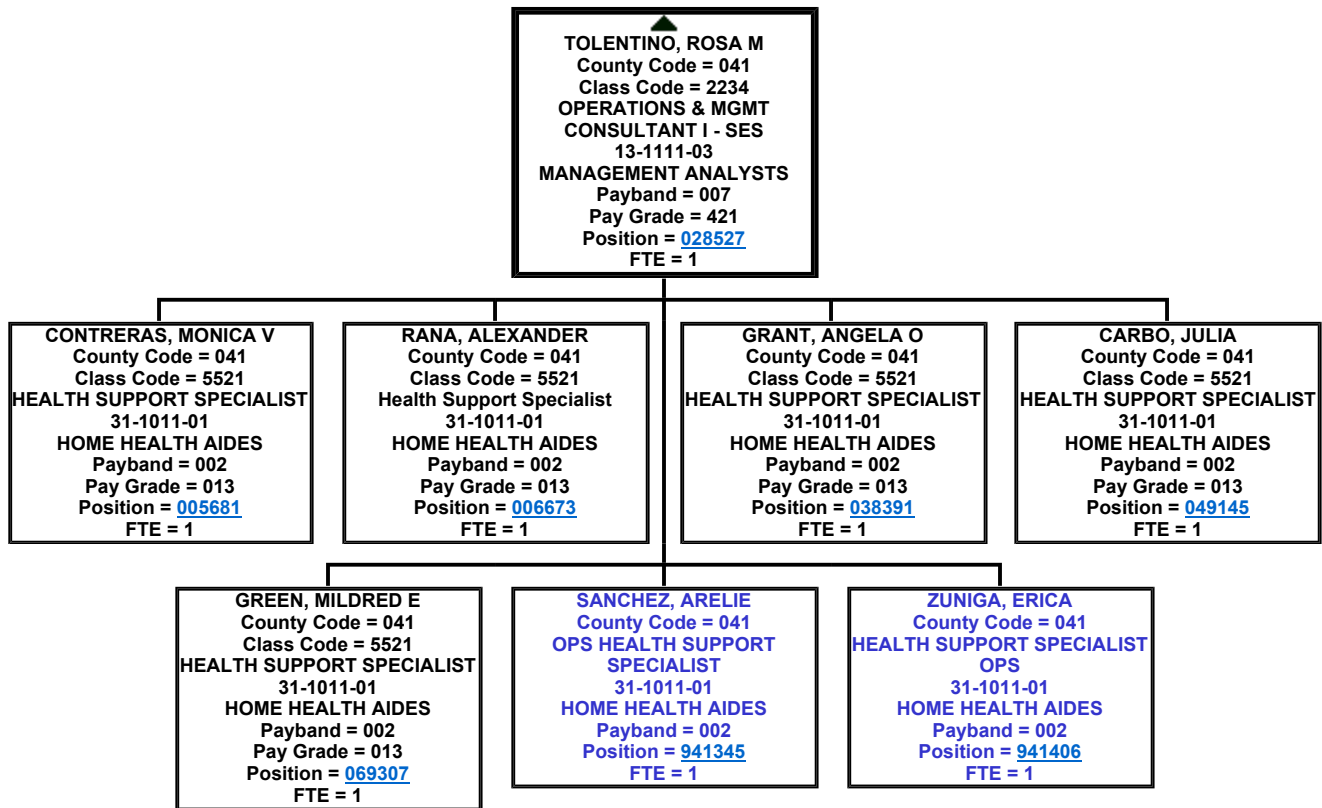 TOLENTINO, ROSA M
County Code = 041
Class Code = 2234
OPERATIONS & MGMT
CONSULTANT I - SES
13-1111-03
MANAGEMENT ANALYSTS
Payband = 007
Pay Grade = 421
Position = 028527
FTE = 1
CONTRERAS, MONICA V
County Code = 041
Class Code = 5521
HEALTH SUPPORT SPECIALIST
31-1011-01
HOME HEALTH AIDES
Payband = 002
Pay Grade = 013
Position = 005681
FTE = 1
RANA, ALEXANDER
County Code = 041
Class Code = 5521
Health Support Specialist
31-1011-01
HOME HEALTH AIDES
Payband = 002
Pay Grade = 013
Position = 006673
FTE = 1
GRANT, ANGELA O
County Code = 041
Class Code = 5521
HEALTH SUPPORT SPECIALIST
31-1011-01
HOME HEALTH AIDES
Payband = 002
Pay Grade = 013
Position = 038391
FTE = 1
CARBO, JULIA
County Code = 041
Class Code = 5521
HEALTH SUPPORT SPECIALIST
31-1011-01
HOME HEALTH AIDES
Payband = 002
Pay Grade = 013
Position = 049145
FTE = 1
GREEN, MILDRED E
County Code = 041
Class Code = 5521
HEALTH SUPPORT SPECIALIST
31-1011-01
HOME HEALTH AIDES
Payband = 002
Pay Grade = 013
Position = 069307
FTE = 1
SANCHEZ, ARELIE
County Code = 041
OPS HEALTH SUPPORT
SPECIALIST
31-1011-01
HOME HEALTH AIDES
Payband = 002
Position = 941345
FTE = 1
ZUNIGA, ERICA
County Code = 041
HEALTH SUPPORT SPECIALIST
OPS
31-1011-01
HOME HEALTH AIDES
Payband = 002
Position = 941406
FTE = 1